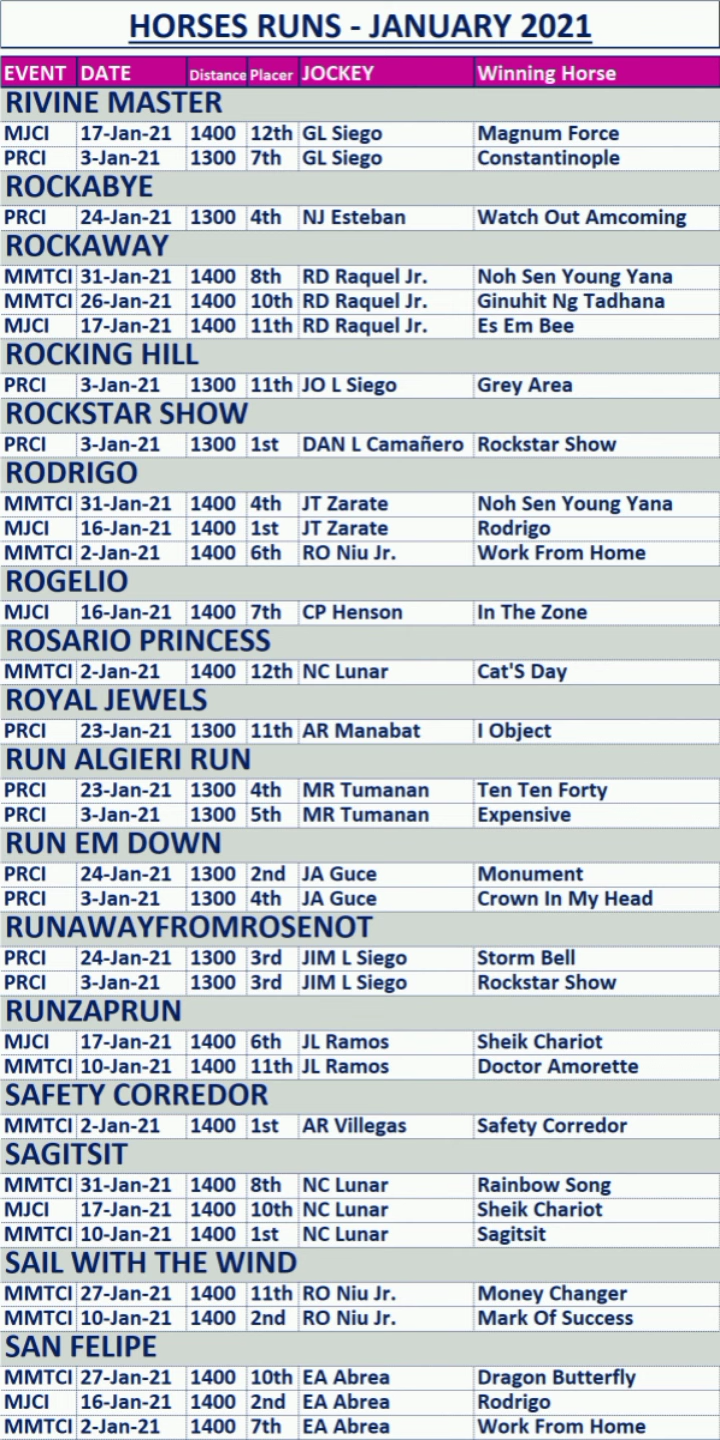 HORSES RUNS - JANUARY 2021
EVENT DATE Distance Placer JOCKEY Winning Horse
RIVINE MASTER
MJCI 17-Jan-21 1400 12th GL Siego Magnum Force
PRCI 3-Jan-21 1300 7th GL Siego Constantinople
ROCKABYE
PRCI 24-Jan-21 1300 4th NJ Esteban Watch Out Amcoming
ROCKAWAY
MMTCI 31-Jan-21 1400 8th RD Raquel Jr. Noh Sen Young Yana
MMTCI 26-Jan-21 1400 10th RD Raquel Jr. Ginuhit Ng Tadhana
MJCI 17-Jan-21 1400 11th RD Raquel Jr. Es Em Bee
ROCKING HILL
PRCI 3-Jan-21 1300 11th JO L Siego Grey Area
ROCKSTAR SHOW
PRCI 3-Jan-21 1300 1st DAN L Camañero Rockstar Show
RODRIGO
MMTCI 31-Jan-21 1400 4th JT Zarate Noh Sen Young Yana
MJCI 16-Jan-21 1400 1st JT Zarate Rodrigo
MMTCI 2-Jan-21 1400 6th RO Niu Jr. Work From Home
ROGELIO
MJCI 16-Jan-21 1400 7th CP Henson In The Zone
ROSARIO PRINCESS
MMTCI 2-Jan-21 1400 12th NC Lunar Cat'S Day
ROYAL JEWELS
PRCI 23-Jan-21 1300 11th AR Manabat I Object
RUN ALGIERI RUN
PRCI 23-Jan-21 1300 4th MR Tumanan Ten Ten Forty
PRCI 3-Jan-21 1300 5th MR Tumanan Expensive
RUN EM DOWN
PRCI 24-Jan-21 1300 2nd JA Guce Monument
PRCI 3-Jan-21 1300 4th JA Guce Crown In My Head
RUNAWAYFROMROSENOT
PRCI 24-Jan-21 1300 3rd JIM L Siego Storm Bell
PRCI 3-Jan-21 1300 3rd JIM L Siego Rockstar Show
RUNZAPRUN
MJCI 17-Jan-21 1400 6th JL Ramos Sheik Chariot
MMTCI 10-Jan-21 1400 11th JL Ramos Doctor Amorette
SAFETY CORREDOR
MMTCI 2-Jan-21 1400 1st AR Villegas Safety Corredor
SAGITSIT
MMTCI 31-Jan-21 1400 8th NC Lunar Rainbow Song
MJCI 17-Jan-21 1400 10th NC Lunar Sheik Chariot
MMTCI 10-Jan-21 1400 1st NC Lunar Sagitsit
SAIL WITH THE WIND
MMTCI 27-Jan-21 1400 11th RO Niu Jr. Money Changer
MMTCI 10-Jan-21 1400 2nd RO Niu Jr. Mark Of Success
SAN FELIPE
MMTCI 27-Jan-21 1400 10th EA Abrea Dragon Butterfly
MJCI 16-Jan-21 1400 2nd EA Abrea Rodrigo
MMTCI 2-Jan-21 1400 7th EA Abrea Work From Home